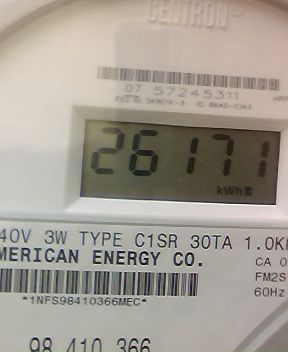 CENTRON®
07 57245311
26171
kWh
40V 3W TYPE C1SR 30TA 1.0K
MERICAN ENERGY CO.
CA 0
FM2S
60Hz
*1NFS98410366MEC*
98 410 366